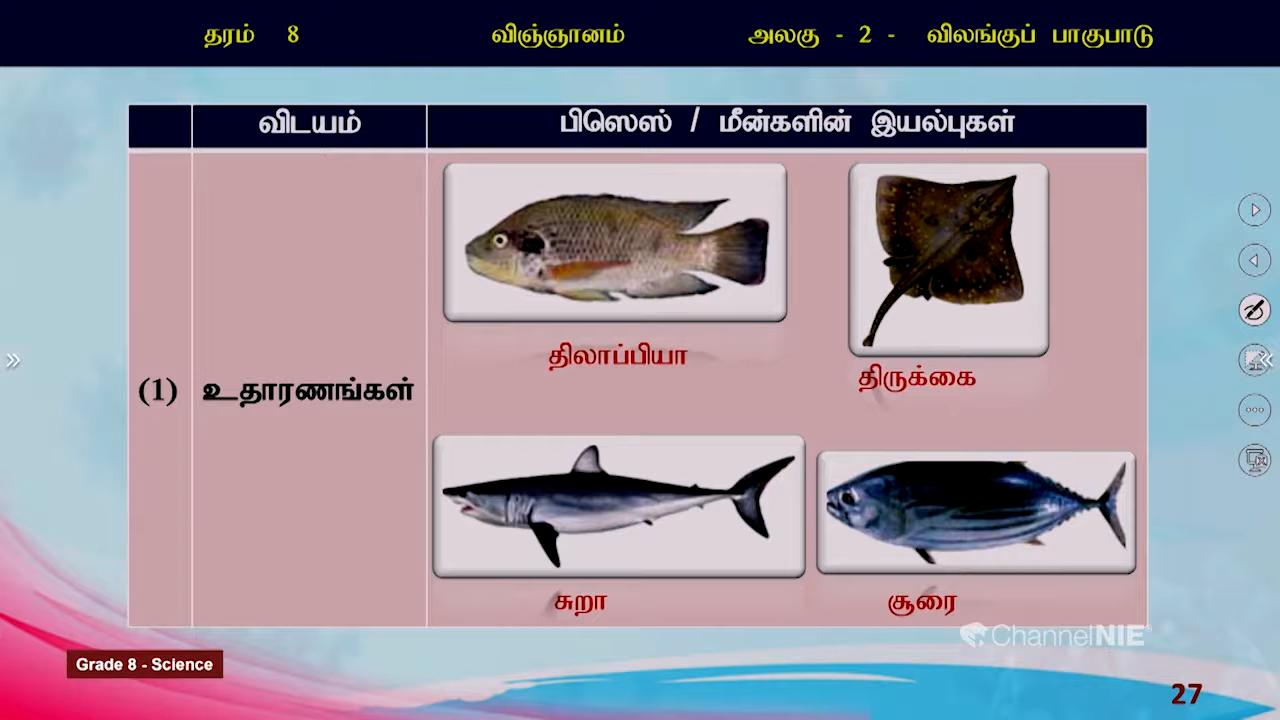 தரம் 8 விஞ்ஞானம் அலகு - 2 - விலங்குப் பாகுபாடு
விடயம் பிஸெஸ் / மீன்களின் இயல்புகள்
(1) உதாரணங்கள்
திலாப்பியா
திருக்கை
சுறா சூரை
ChannelNIE
Grade 8 - Science
27